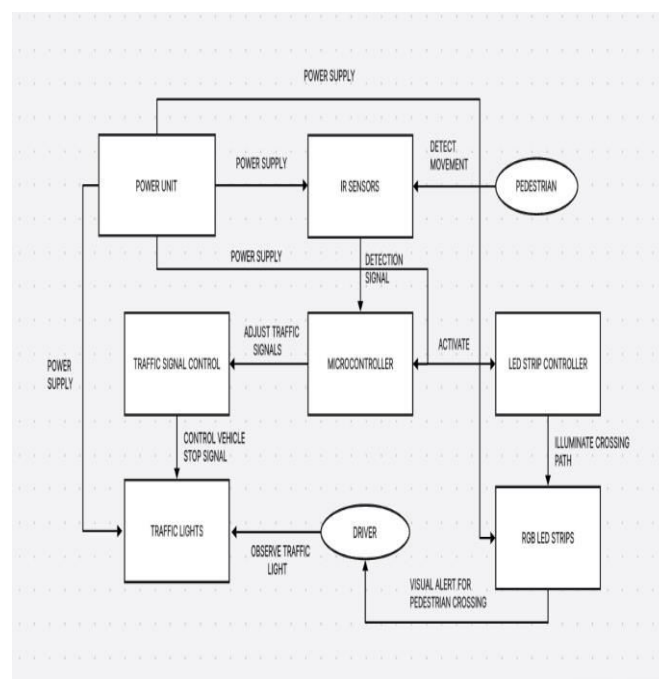 POWER SUPPLY
POWER UNIT
POWER SUPPLY
IR SENSORS
DETECT
MOVEMENT
PEDESTRIAN
POWER SUPPLY
DETECTION
SIGNAL
POWER
SUPPLY
TRAFFIC SIGNAL CONTROL
ADJUST TRAFFIC
SIGNALS
MICROCONTROLLER
ACTIVATE
LED STRIP CONTROLLER
CONTROL VEHICLE
STOP SIGNAL
ILLUMINATE CROSSING
PATH
TRAFFIC LIGHTS
OBSERVE TRAFFIC
LIGHT
DRIVER
RGB LED STRIPS
VISUAL ALERT FOR
PEDESTRIAN CROSSING